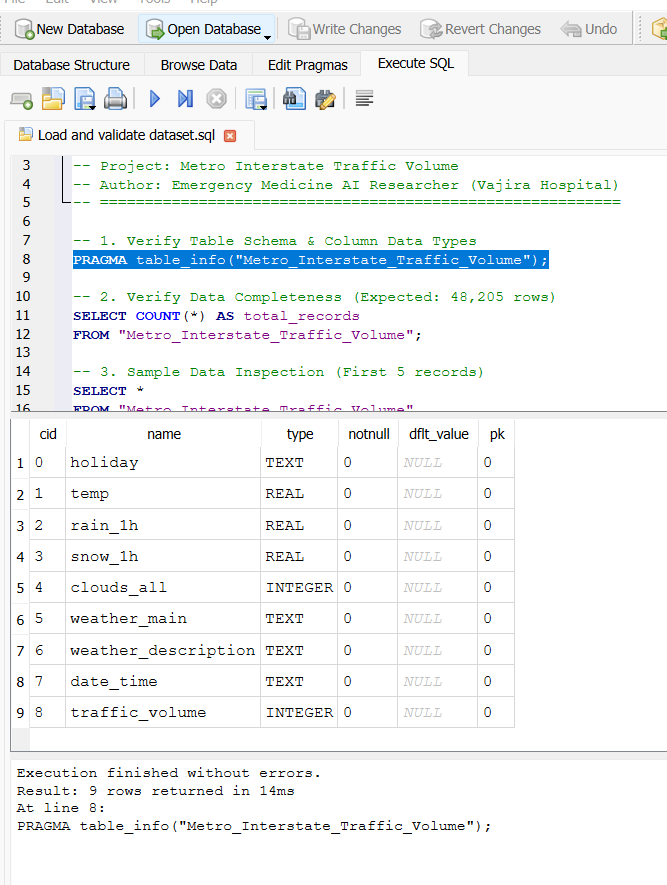 New Database Open Database Write Changes Revert Changes Undo
Database Structure Browse Data Edit Pragmas Execute SQL
Load and validate dataset.sql
3 -- Project: Metro Interstate Traffic Volume
4 -- Author: Emergency Medicine AI Researcher (Vajira Hospital)
5 -- ==========================================================
6
7 -- 1. Verify Table Schema & Column Data Types
8 PRAGMA table_info("Metro_Interstate_Traffic_Volume");
9
10 -- 2. Verify Data Completeness (Expected: 48,205 rows)
11 SELECT COUNT(*) AS total_records
12 FROM "Metro_Interstate_Traffic_Volume";
13
14 -- 3. Sample Data Inspection (First 5 records)
15 SELECT *
16 FROM "Metro_Interstate_Traffic_Volume"
cid name type notnull dflt_value pk
1 0 holiday TEXT 0 NULL 0
2 1 temp REAL 0 NULL 0
3 2 rain_1h REAL 0 NULL 0
4 3 snow_1h REAL 0 NULL 0
5 4 clouds_all INTEGER 0 NULL 0
6 5 weather_main TEXT 0 NULL 0
7 6 weather_description TEXT 0 NULL 0
8 7 date_time TEXT 0 NULL 0
9 8 traffic_volume INTEGER 0 NULL 0
Execution finished without errors.
Result: 9 rows returned in 14ms
At line 8:
PRAGMA table_info("Metro_Interstate_Traffic_Volume");